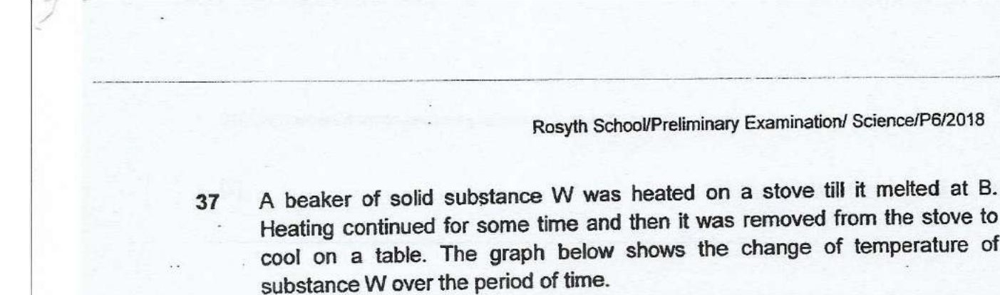 Rosyth School/Preliminary Examination/ Science/P6/2018
37 A beaker of solid substance W was heated on a stove till it melted at B.
Heating continued for some time and then it was removed from the stove to
cool on a table. The graph below shows the change of temperature of
substance W over the period of time.